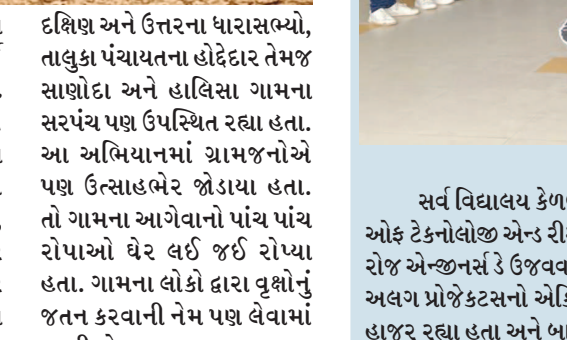 દક્ષિણ અને ઉત્તરના ધારાસભ્યો,
તાલુકા પંચાયતના હોદ્દેદાર તેમજ
સાણોદા અને હાલિસા ગામના
સરપંચ પણ ઉપસ્થિત રહ્યા હતા.
આ અભિયાનમાં ગ્રામજનોએ
પણ ઉત્સાહભેર જોડાયા હતા.
તો ગામના આગેવાનો પાંચ પાંચ
રોપાઓ ઘેર લઈ જઈ રોપ્યા
હતા. ગામના લોકો દ્વારા વૃક્ષોનું
જતન કરવાની નેમ પણ લેવામાં
સર્વ વિદ્યાલય
ઓફ ટેકનોલોજી એન્ડ
રોજ એન્જીનર્સ ડે
અલગ પ્રોજેકટસનો
હાજર રહ્યા હતા અને